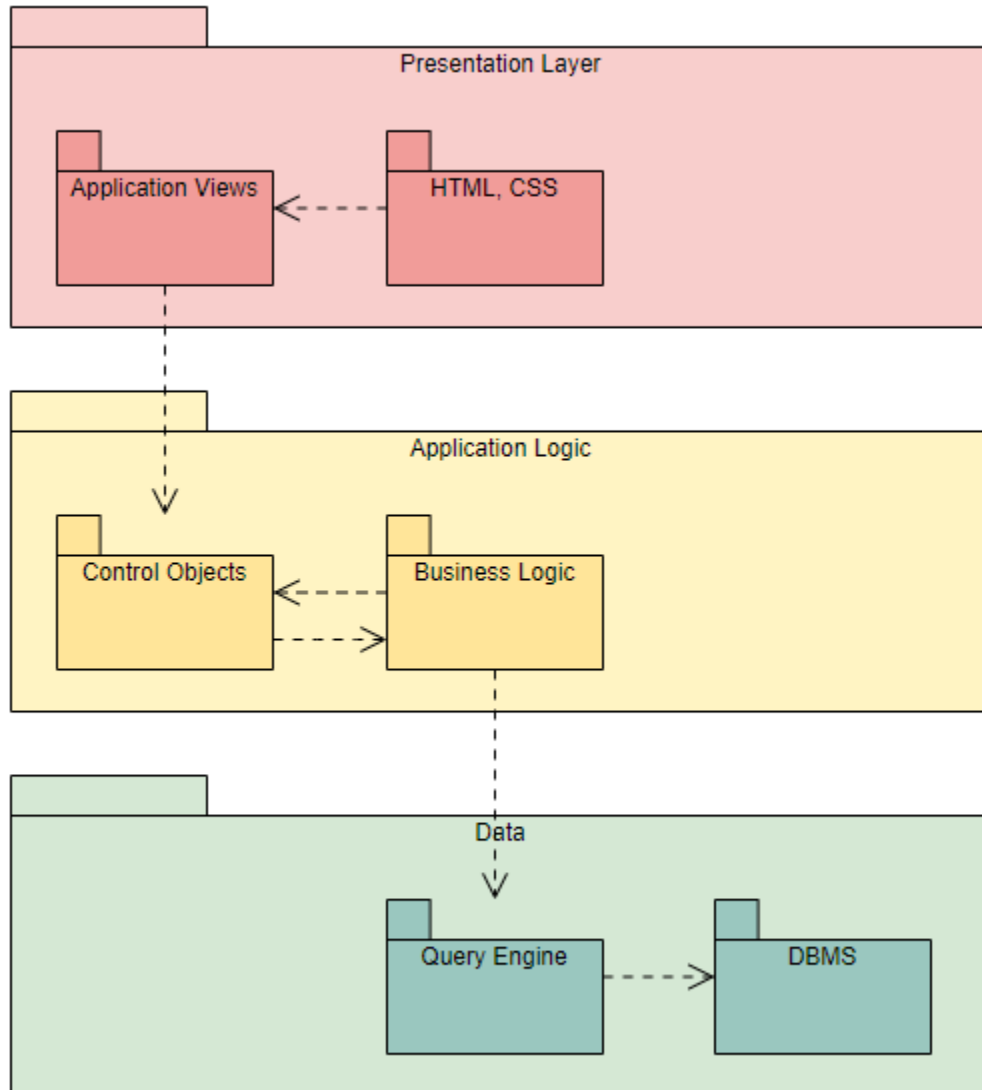 Presentation Layer
Application Views
HTML, CSS
Application Logic
Control Objects
Business Logic
Data
Query Engine
DBMS